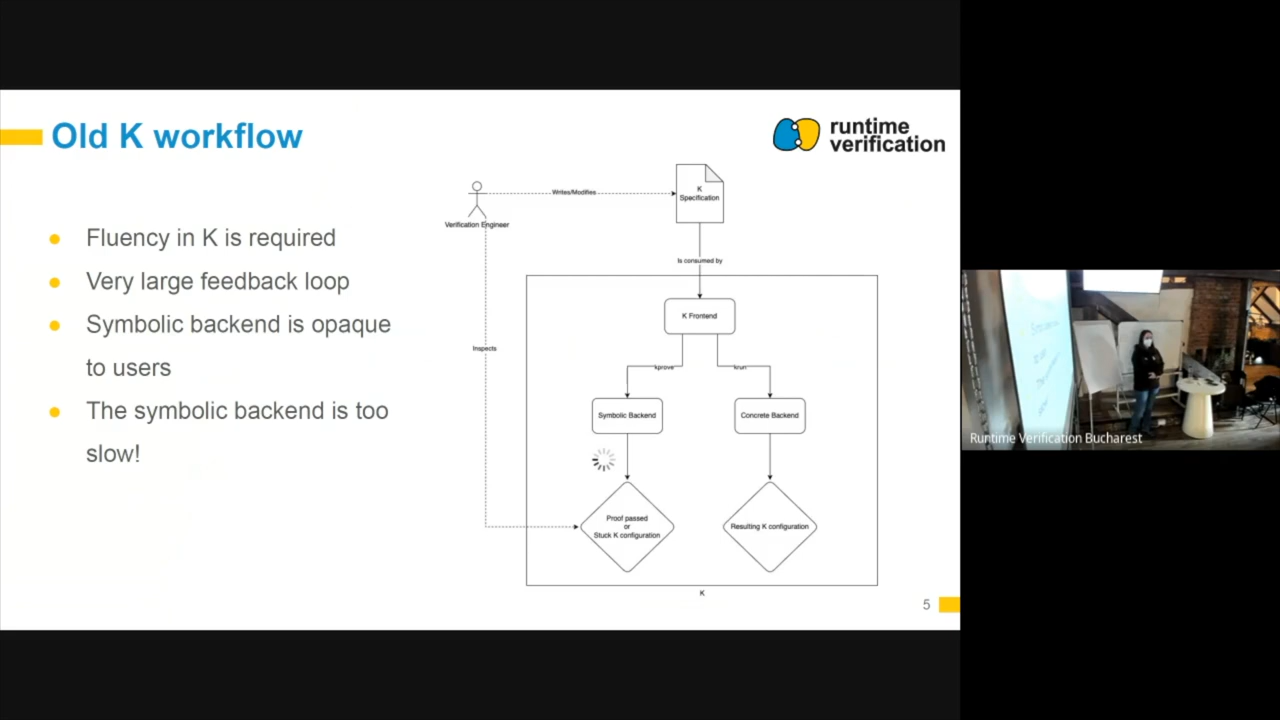 Old K workflow
runtime
verification
Fluency in K is required
Very large feedback loop
Symbolic backend is opaque
to users
The symbolic backend is too
slow!
Writes/Modifies
K
Specification
Verification Engineer
Is consumed by
K Frontend
Inspects
kprove
krun
Symbolic Backend
Concrete Backend
Proof passed
or
Stuck K configuration
Resulting K configuration
K
5
Runtime Verification Bucharest